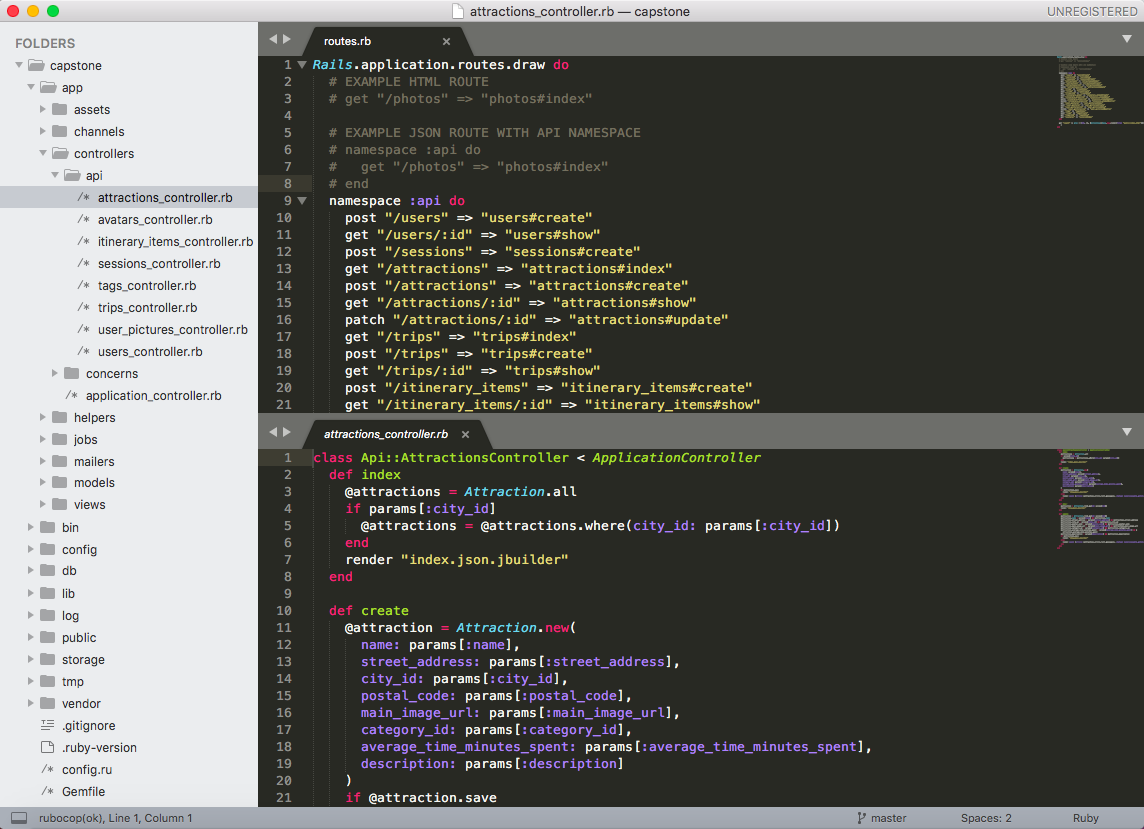 attractions_controller.rb — capstone
UNREGISTERED
FOLDERS
capstone
app
assets
channels
controllers
api
/* attractions_controller.rb
/* avatars_controller.rb
/* itinerary_items_controller.rb
/* sessions_controller.rb
/* tags_controller.rb
/* trips_controller.rb
/* user_pictures_controller.rb
/* users_controller.rb
concerns
/* application_controller.rb
helpers
jobs
mailers
models
views
bin
config
db
lib
log
public
storage
tmp
vendor
.gitignore
.ruby-version
/* config.ru
/* Gemfile
routes.rb
1 Rails.application.routes.draw do
2 # EXAMPLE HTML ROUTE
3 # get "/photos" => "photos#index"
4
5 # EXAMPLE JSON ROUTE WITH API NAMESPACE
6 # namespace :api do
7 #   get "/photos" => "photos#index"
8 # end
9 namespace :api do
10 post "/users" => "users#create"
11 get "/users/:id" => "users#show"
12 post "/sessions" => "sessions#create"
13 get "/attractions" => "attractions#index"
14 post "/attractions" => "attractions#create"
15 get "/attractions/:id" => "attractions#show"
16 patch "/attractions/:id" => "attractions#update"
17 get "/trips" => "trips#index"
18 post "/trips" => "trips#create"
19 get "/trips/:id" => "trips#show"
20 post "/itinerary_items" => "itinerary_items#create"
21 get "/itinerary_items/:id" => "itinerary_items#show"
attractions_controller.rb
1 class Api::AttractionsController < ApplicationController
2 def index
3 @attractions = Attraction.all
4 if params[:city_id]
5 @attractions = @attractions.where(city_id: params[:city_id])
6 end
7 render "index.json.jbuilder"
8 end
9
10 def create
11 @attraction = Attraction.new(
12 name: params[:name],
13 street_address: params[:street_address],
14 city_id: params[:city_id],
15 postal_code: params[:postal_code],
16 main_image_url: params[:main_image_url],
17 category_id: params[:category_id],
18 average_time_minutes_spent: params[:average_time_minutes_spent],
19 description: params[:description]
20 )
21 if @attraction.save
rubocop(ok), Line 1, Column 1
master
Spaces: 2
Ruby